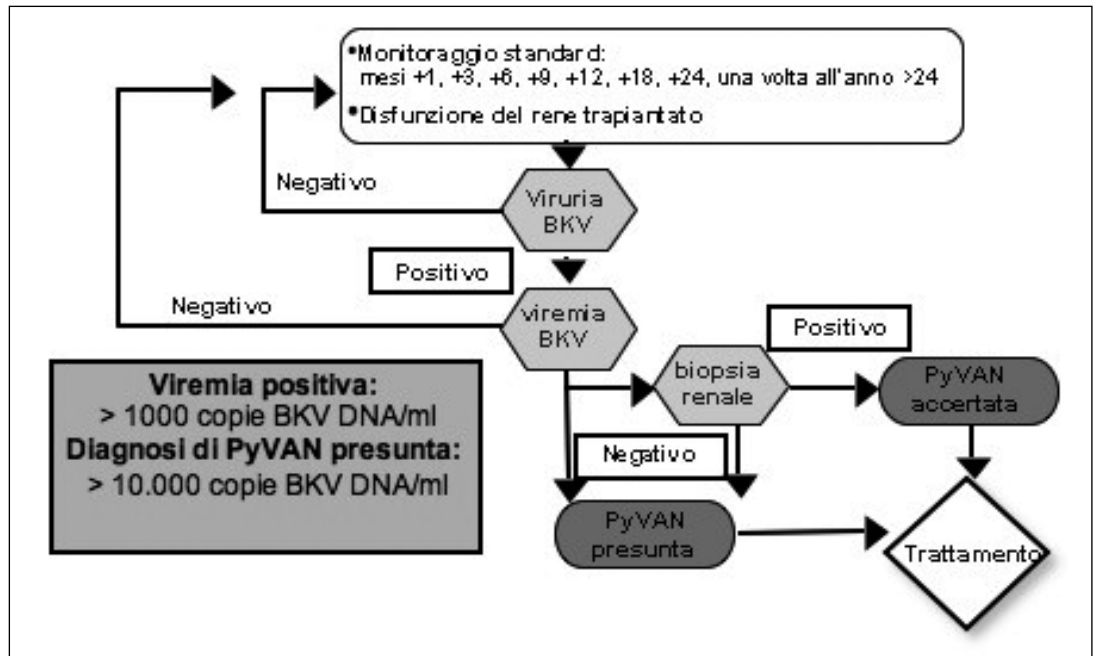 •Monitoraggio standard:
mesi +1, +3, +6, +9, +12, +18, +24, una volta all'anno >24
•Disfunzione del rene trapiantato
Negativo
Viruria
BKV
Positivo
Negativo
viremia
BKV
Positivo
biopsia
renale
PyVAN
accertata
Viremia positiva:
> 1000 copie BKV DNA/ml
Diagnosi di PyVAN presunta:
> 10.000 copie BKV DNA/ml
Negativo
PyVAN
presunta
Trattamento